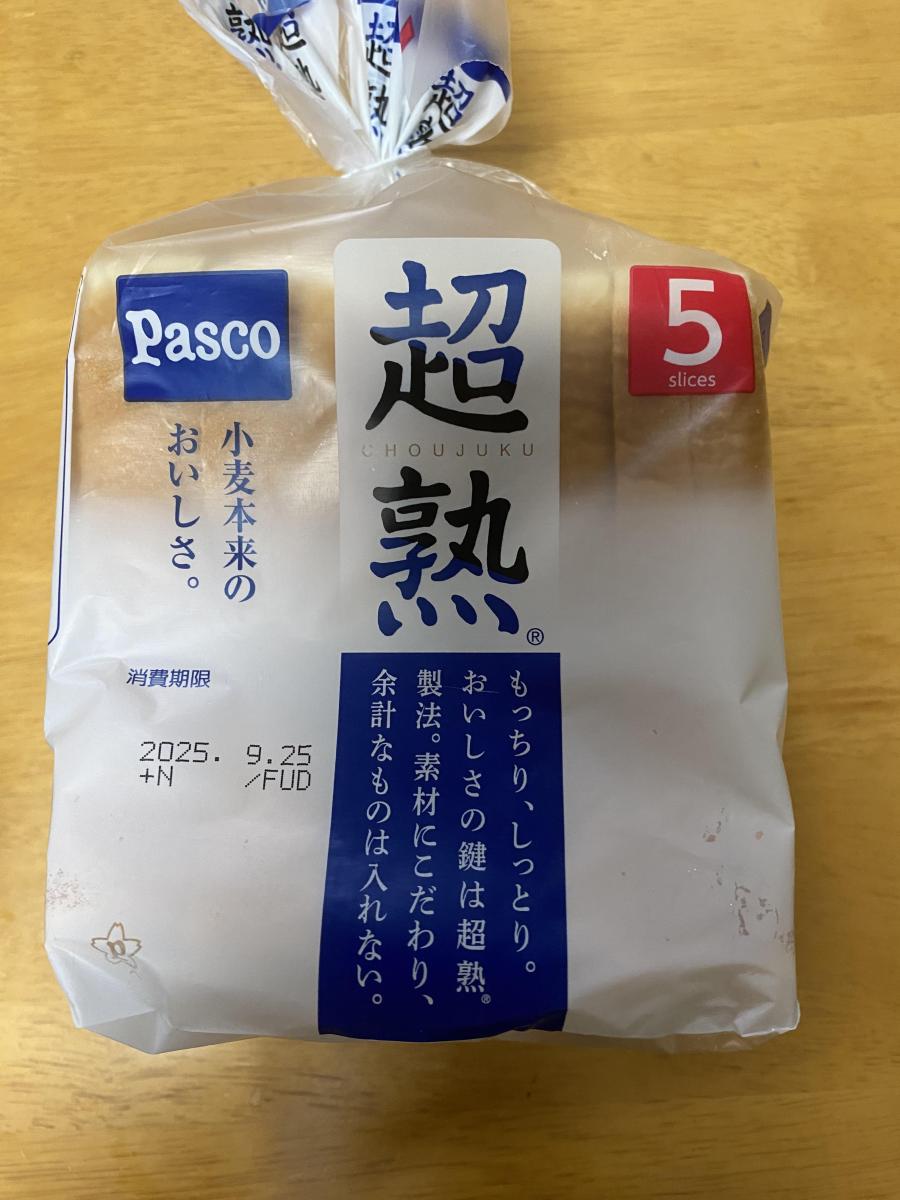 Pasco
超熟
CHOUJUKU
®
5
slices
小麦本来の
おいしさ。
消費期限
2025. 9.25
+N /FUD
もっちり、しっとり。
おいしさの鍵は超熟®
製法。素材にこだわり、
余計なものは入れない。